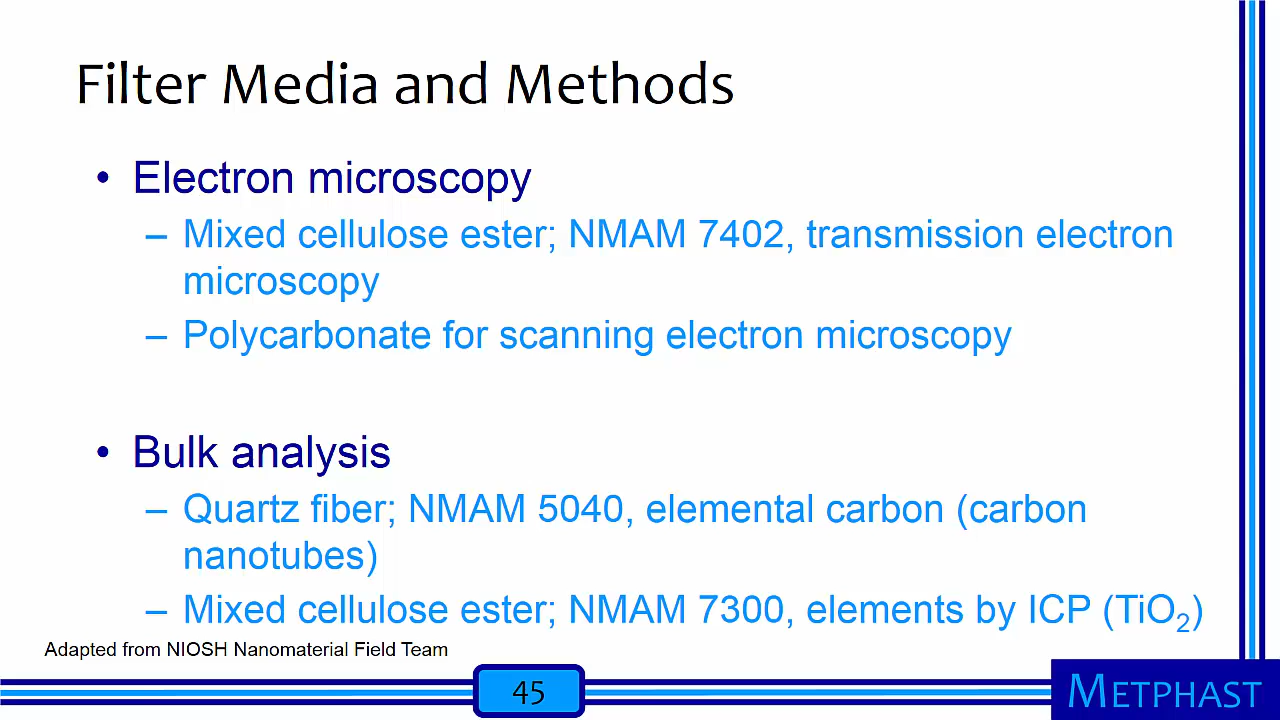 Filter Media and Methods
• Electron microscopy
– Mixed cellulose ester; NMAM 7402, transmission electron
microscopy
– Polycarbonate for scanning electron microscopy
• Bulk analysis
– Quartz fiber; NMAM 5040, elemental carbon (carbon
nanotubes)
– Mixed cellulose ester; NMAM 7300, elements by ICP (TiO₂)
Adapted from NIOSH Nanomaterial Field Team
45
METPHAST